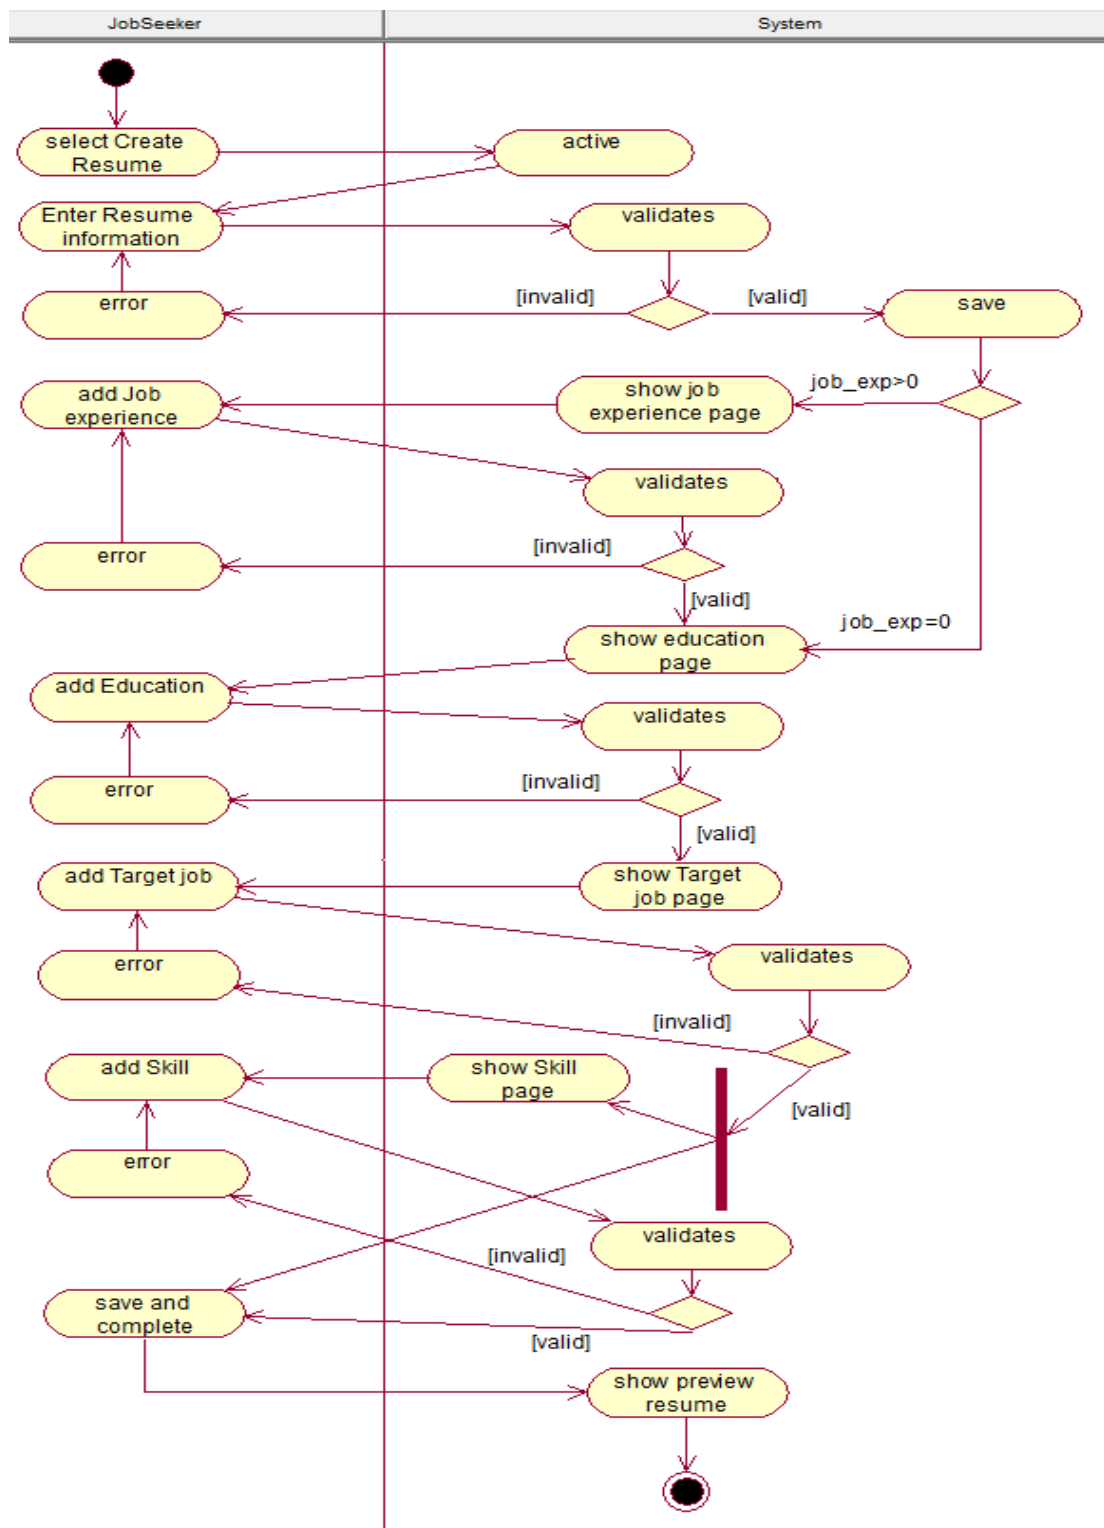 JobSeeker
System
select Create
Resume
active
Enter Resume
information
validates
error
[invalid]
[valid]
save
add Job
experience
show job
experience page
job_exp>0
validates
error
[invalid]
[valid]
show education
page
job_exp=0
add Education
validates
error
[invalid]
[valid]
add Target job
show Target
job page
error
validates
[invalid]
add Skill
show Skill
page
[valid]
error
validates
[invalid]
save and
complete
[valid]
show preview
resume